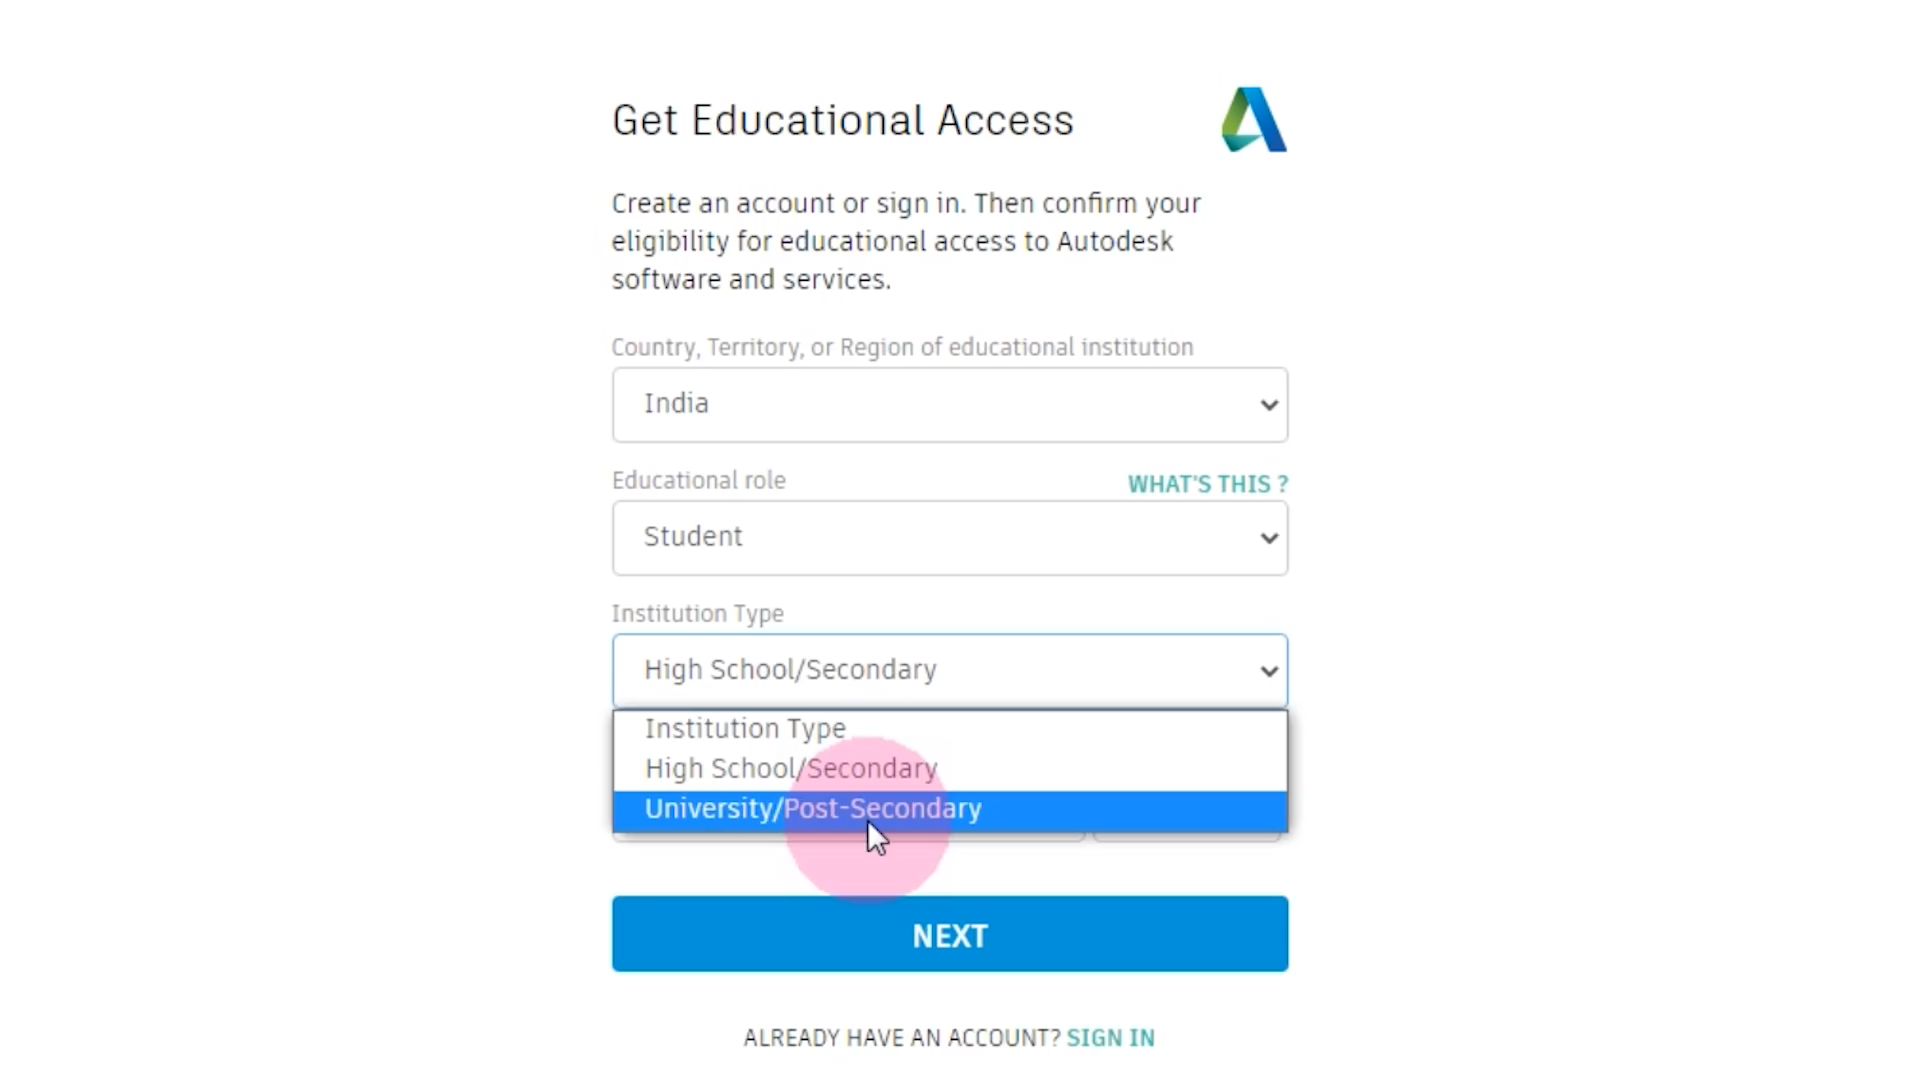 Get Educational Access
Create an account or sign in. Then confirm your
eligibility for educational access to Autodesk
software and services.
Country, Territory, or Region of educational institution
India
Educational role
WHAT'S THIS ?
Student
Institution Type
High School/Secondary
Institution Type
High School/Secondary
University/Post-Secondary
NEXT
ALREADY HAVE AN ACCOUNT? SIGN IN